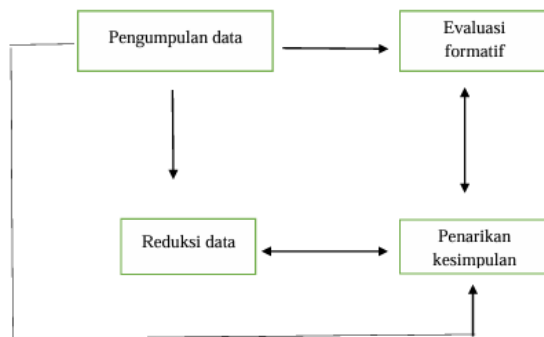 Pengumpulan data
Evaluasi
formatif
Reduksi data
Penarikan
kesimpulan